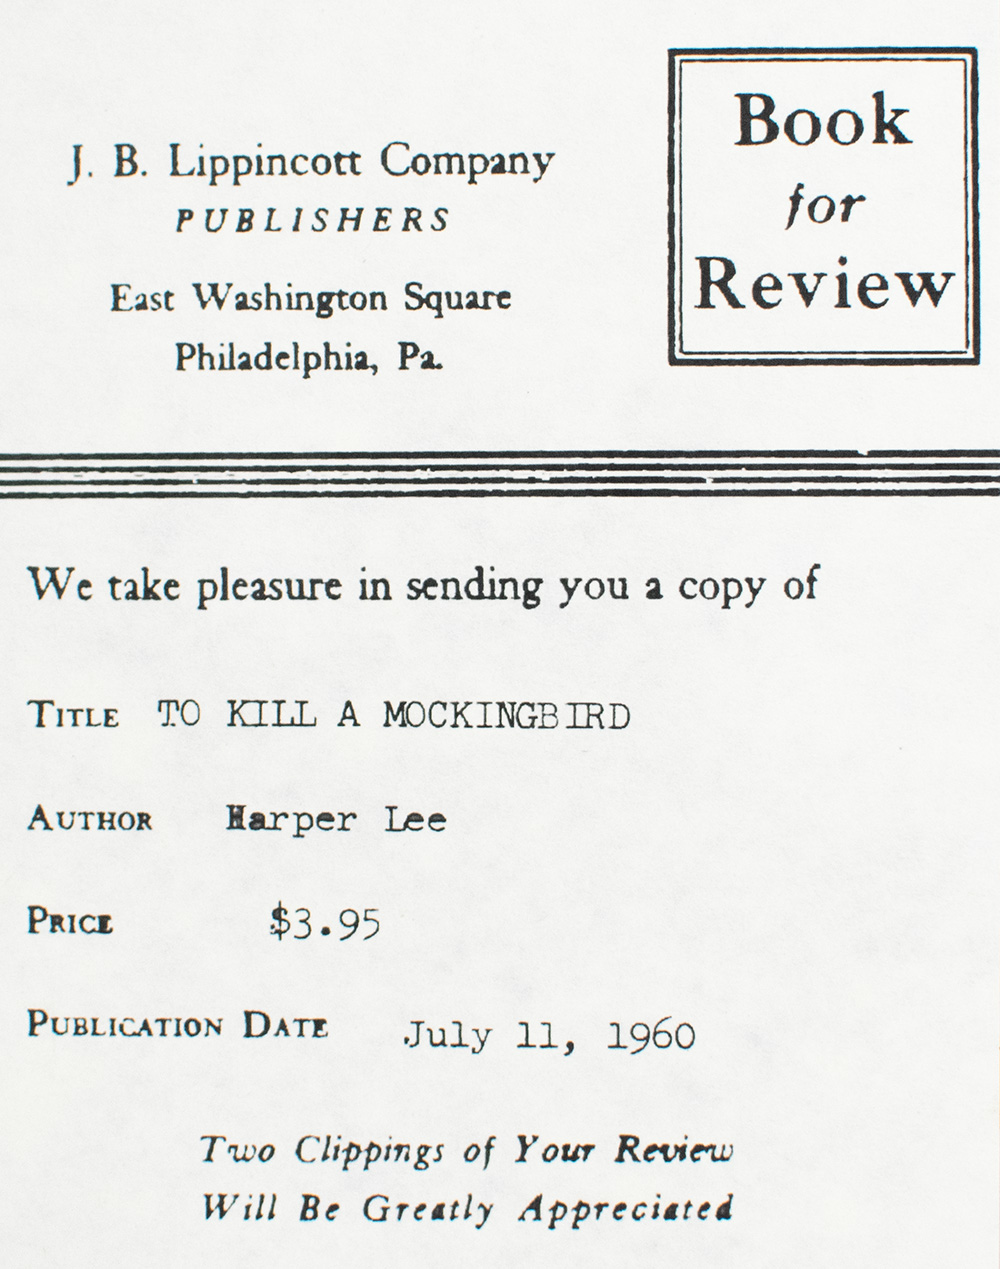 J. B. Lippincott Company
PUBLISHERS
East Washington Square
Philadelphia, Pa.
Book
for
Review
We take pleasure in sending you a copy of
TITLE TO KILL A MOCKINGBIRD
AUTHOR Harper Lee
PRICE $3.95
PUBLICATION DATE July 11, 1960
Two Clippings of Your Review
Will Be Greatly Appreciated